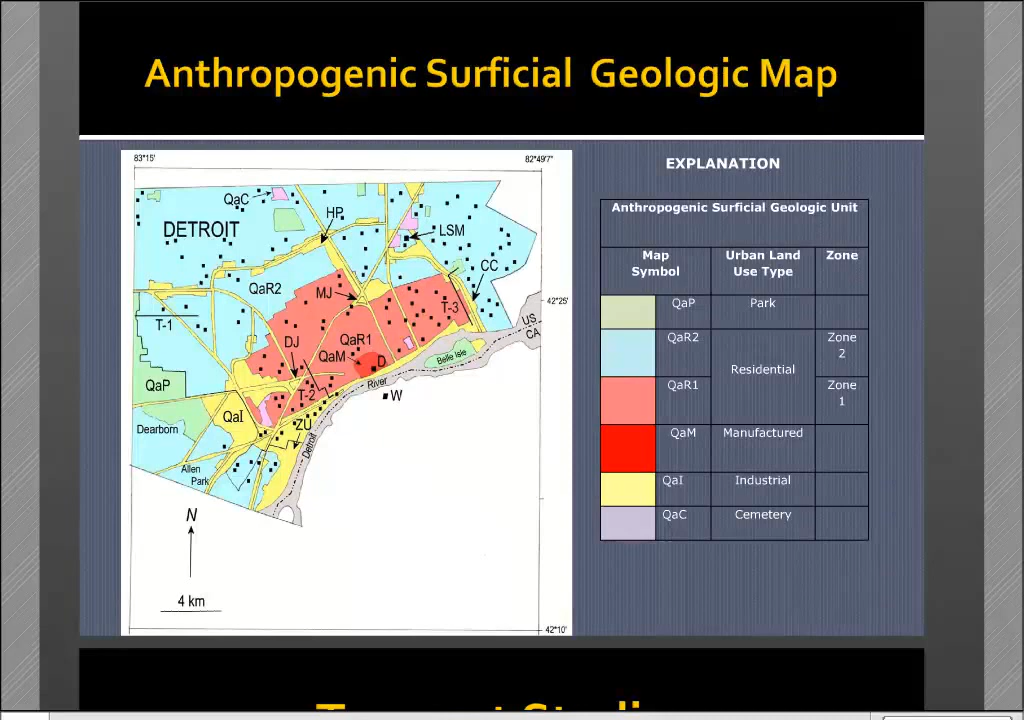 Anthropogenic Surficial Geologic Map
83°15'
82°49'7"
QaC
DETROIT
HP
LSM
CC
QaR2
MJ
T-3
42°25'
T-1
US
CA
DJ
QaR1
QaM
D
Belle Isle
QaP
River
T-2
W
QaI
ZU
Dearborn
Detroit
Allen
Park
N
4 km
42°10'
EXPLANATION
Anthropogenic Surficial Geologic Unit
Map Symbol
Urban Land Use Type
Zone
QaP Park
QaR2 Zone 2
Residential
QaR1 Zone 1
QaM Manufactured
QaI Industrial
QaC Cemetery